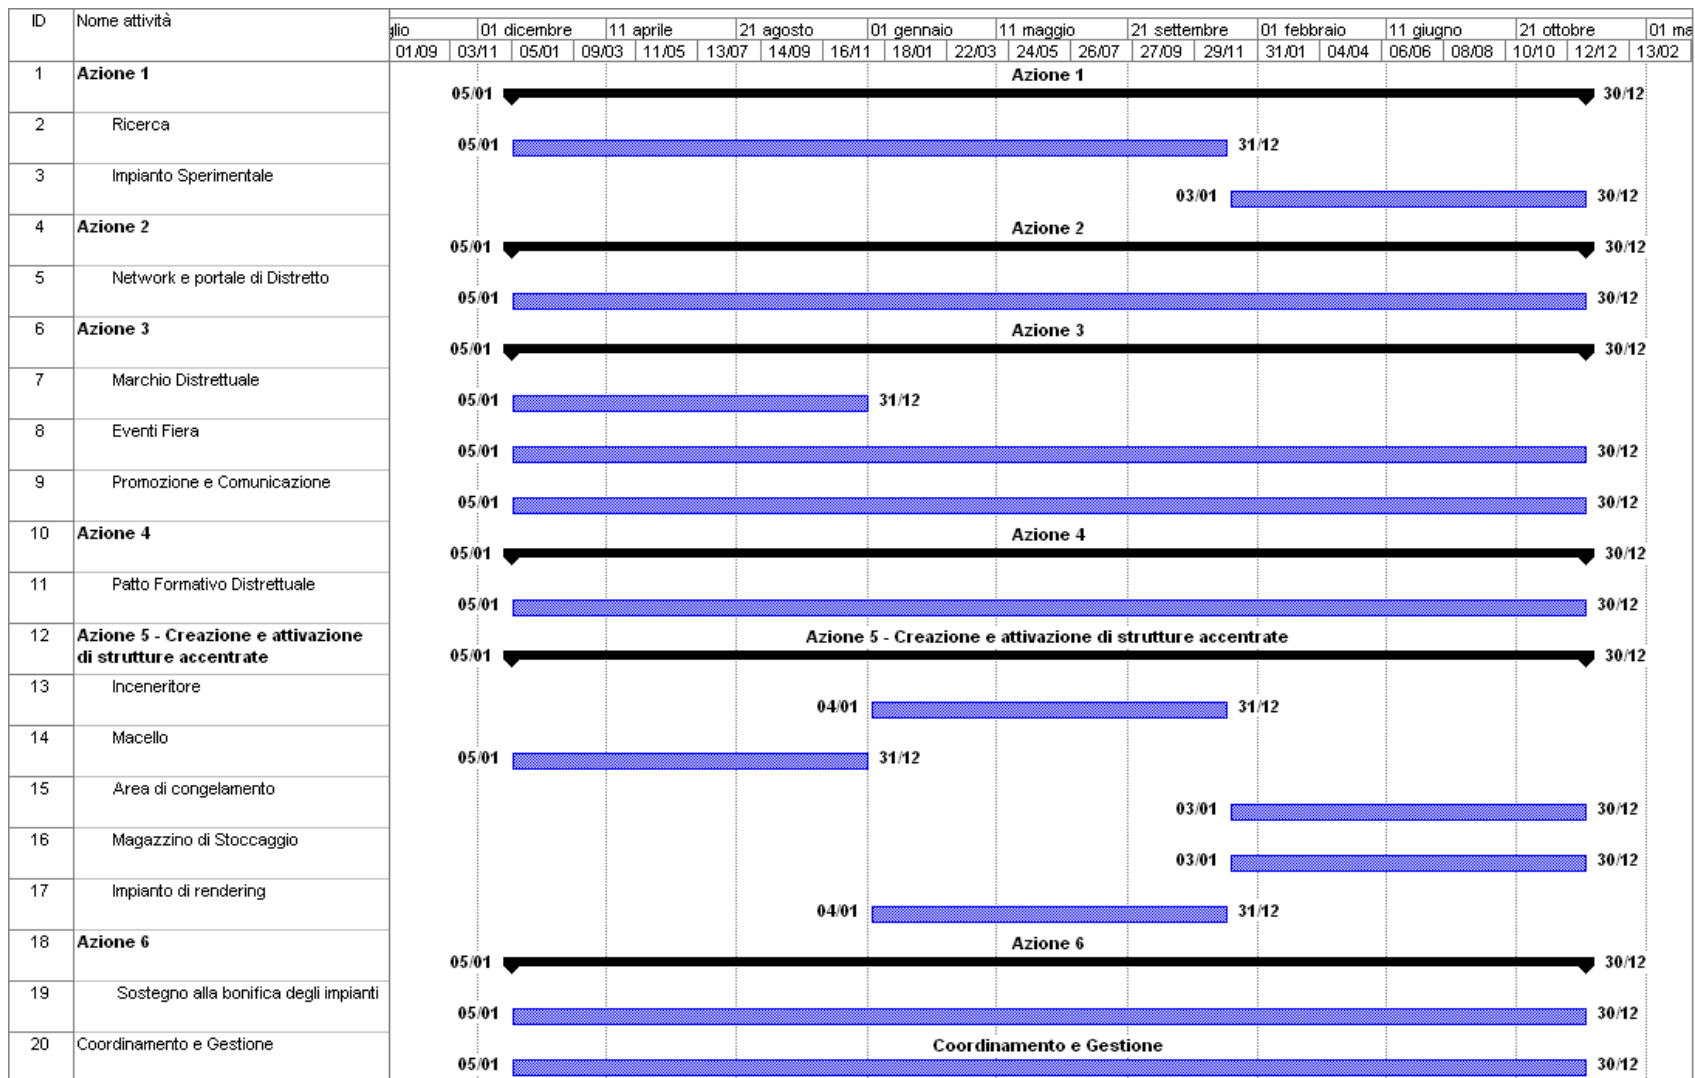 ID Nome attività
glio 01 dicembre 11 aprile 21 agosto 01 gennaio 11 maggio 21 settembre 01 febbraio 11 giugno 21 ottobre 01 ma
01/09 03/11 05/01 09/03 11/05 13/07 14/09 16/11 18/01 22/03 24/05 26/07 27/09 29/11 31/01 04/04 06/06 08/08 10/10 12/12 13/02
1 Azione 1 Azione 1
05/01 30/12
2 Ricerca
05/01 31/12
3 Impianto Sperimentale
03/01 30/12
4 Azione 2 Azione 2
05/01 30/12
5 Network e portale di Distretto
05/01 30/12
6 Azione 3 Azione 3
05/01 30/12
7 Marchio Distrettuale
05/01 31/12
8 Eventi Fiera
05/01 30/12
9 Promozione e Comunicazione
05/01 30/12
10 Azione 4 Azione 4
05/01 30/12
11 Patto Formativo Distrettuale
05/01 30/12
12 Azione 5 - Creazione e attivazione Azione 5 - Creazione e attivazione di strutture accentrate
di strutture accentrate 05/01 30/12
13 Inceneritore
04/01 31/12
14 Macello
05/01 31/12
15 Area di congelamento
03/01 30/12
16 Magazzino di Stoccaggio
03/01 30/12
17 Impianto di rendering
04/01 31/12
18 Azione 6 Azione 6
05/01 30/12
19 Sostegno alla bonifica degli impianti
05/01 30/12
20 Coordinamento e Gestione Coordinamento e Gestione
05/01 30/12